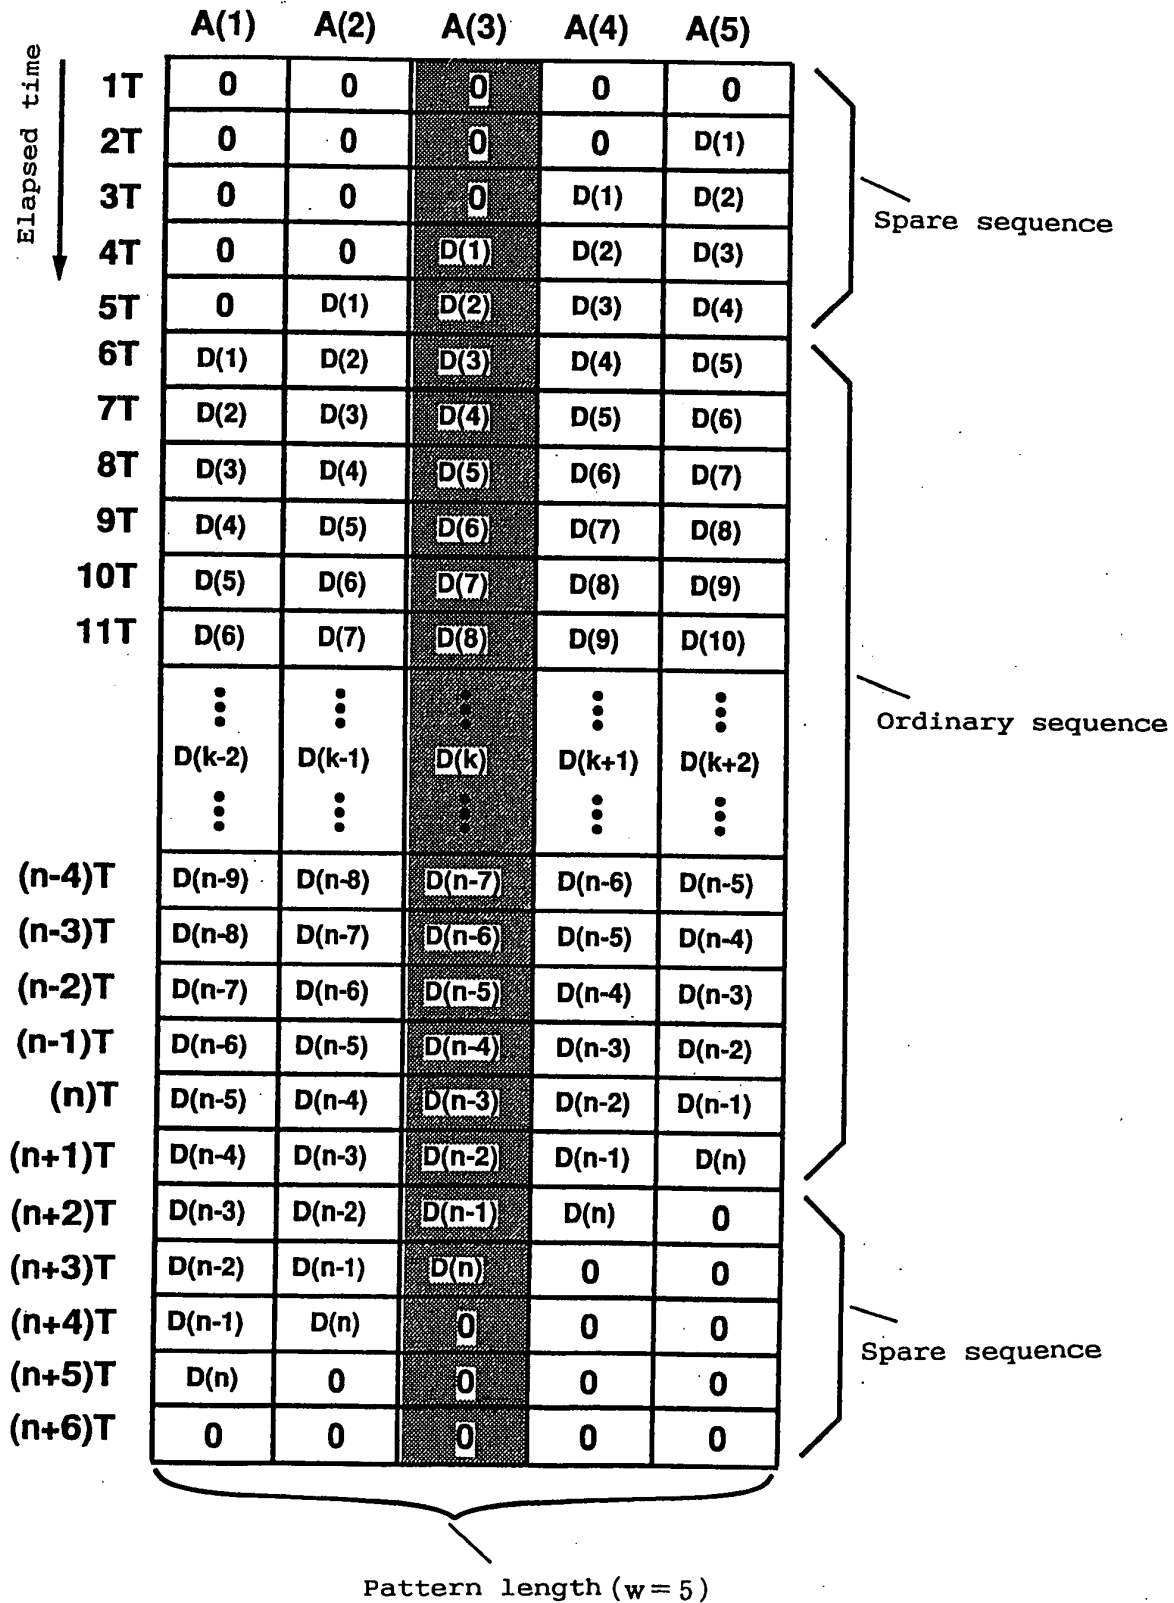 A(1) A(2) A(3) A(4) A(5)
Elapsed time
1T 0 0 0 0 0
2T 0 0 0 0 D(1)
3T 0 0 0 D(1) D(2)
Spare sequence
4T 0 0 D(1) D(2) D(3)
5T 0 D(1) D(2) D(3) D(4)
6T D(1) D(2) D(3) D(4) D(5)
7T D(2) D(3) D(4) D(5) D(6)
8T D(3) D(4) D(5) D(6) D(7)
9T D(4) D(5) D(6) D(7) D(8)
10T D(5) D(6) D(7) D(8) D(9)
11T D(6) D(7) D(8) D(9) D(10)
Ordinary sequence
D(k-2) D(k-1) D(k) D(k+1) D(k+2)
(n-4)T D(n-9) D(n-8) D(n-7) D(n-6) D(n-5)
(n-3)T D(n-8) D(n-7) D(n-6) D(n-5) D(n-4)
(n-2)T D(n-7) D(n-6) D(n-5) D(n-4) D(n-3)
(n-1)T D(n-6) D(n-5) D(n-4) D(n-3) D(n-2)
(n)T D(n-5) D(n-4) D(n-3) D(n-2) D(n-1)
(n+1)T D(n-4) D(n-3) D(n-2) D(n-1) D(n)
(n+2)T D(n-3) D(n-2) D(n-1) D(n) 0
(n+3)T D(n-2) D(n-1) D(n) 0 0
(n+4)T D(n-1) D(n) 0 0 0
Spare sequence
(n+5)T D(n) 0 0 0 0
(n+6)T 0 0 0 0 0
Pattern length (w=5)